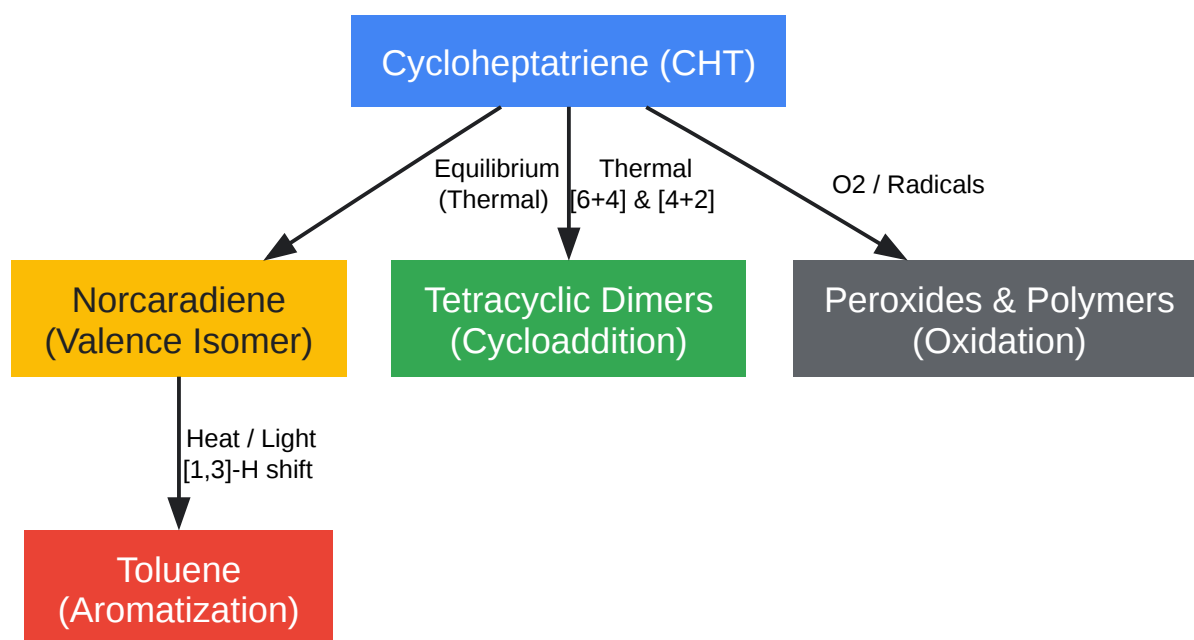 Cycloheptatriene (CHT)
Equilibrium
(Thermal)
Thermal
[6+4] & [4+2]
O2 / Radicals
Norcaradiene
(Valence Isomer)
Tetracyclic Dimers
(Cycloaddition)
Peroxides & Polymers
(Oxidation)
Heat / Light
[1,3]-H shift
Toluene
(Aromatization)